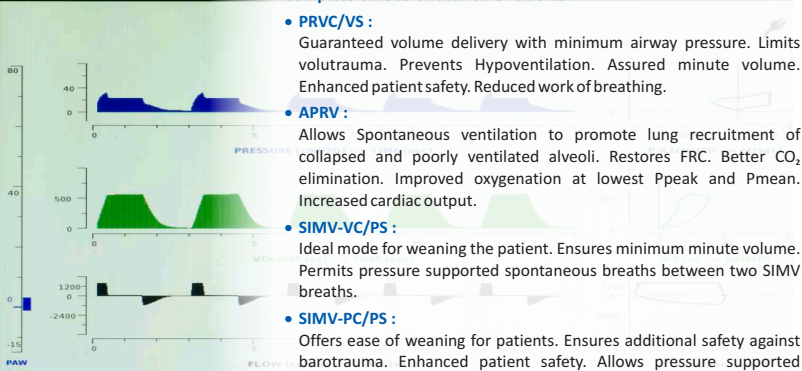 • PRVC/VS :
Guaranteed volume delivery with minimum airway pressure. Limits
volutrauma. Prevents Hypoventilation. Assured minute volume.
Enhanced patient safety. Reduced work of breathing.
• APRV :
Allows Spontaneous ventilation to promote lung recruitment of
collapsed and poorly ventilated alveoli. Restores FRC. Better CO₂
elimination. Improved oxygenation at lowest Ppeak and Pmean.
Increased cardiac output.
• SIMV-VC/PS :
Ideal mode for weaning the patient. Ensures minimum minute volume.
Permits pressure supported spontaneous breaths between two SIMV
breaths.
• SIMV-PC/PS :
Offers ease of weaning for patients. Ensures additional safety against
barotrauma. Enhanced patient safety. Allows pressure supported
80
40
0
-15
PAW
40
0
0
5
PRESSURE
500
0
0
5
VOLUME
1200
0
-2400
0
FLOW